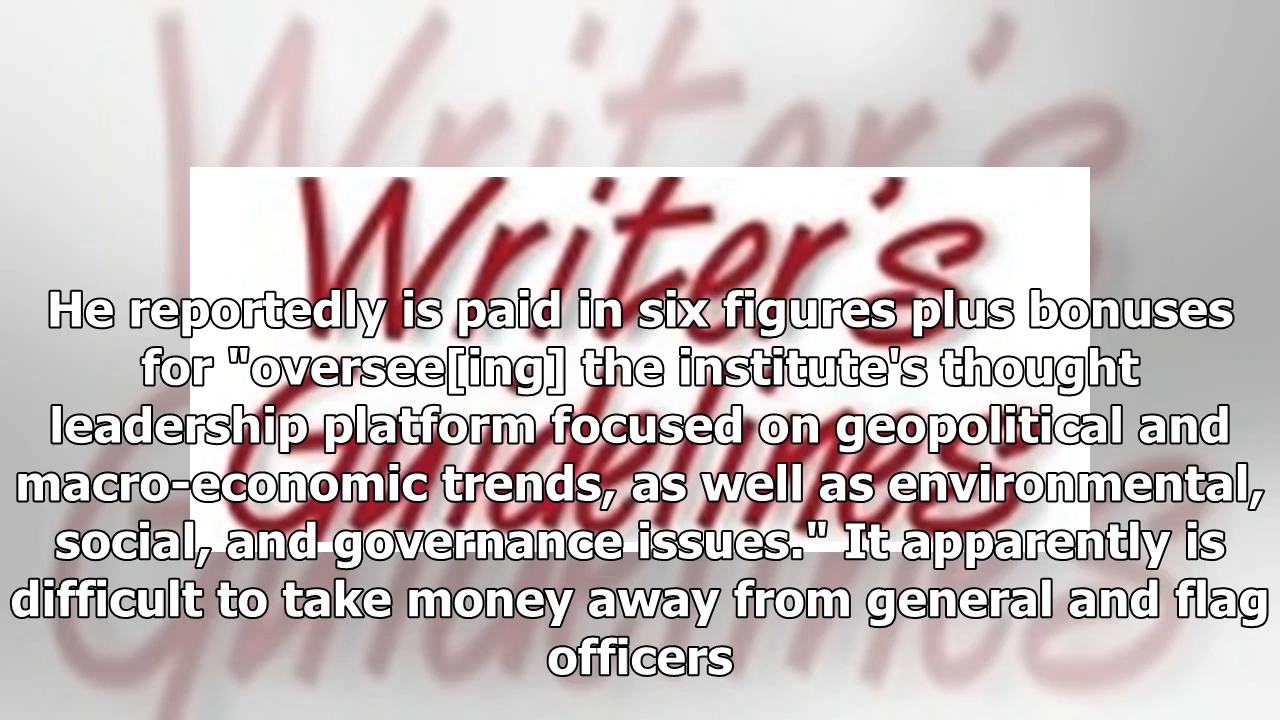 Writer's
Guidelines
He reportedly is paid in six figures plus bonuses
for "oversee[ing] the institute's thought
leadership platform focused on geopolitical and
macro-economic trends, as well as environmental,
social, and governance issues." It apparently is
difficult to take money away from general and flag
officers